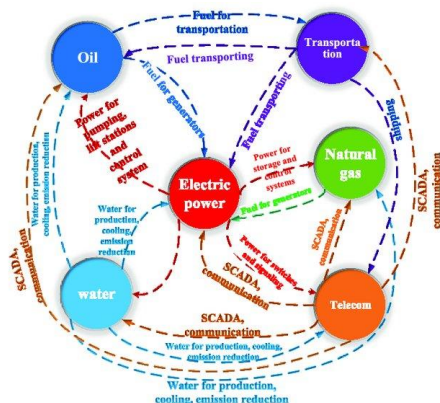 Fuel for
transportation
Oil
Transporta
tion
Fuel transporting
Fuel for generators
Fuel transporting
shipping
Power for
pumping,
lift stations
and
control
system
Water for production,
cooling, emission reduction
Electric
power
Power for
storage and
control
systems
Natural
gas
Fuel for generators
SCADA,
communication
Water for
production,
cooling,
emission
reduction
SCADA,
communication
Power for switches
and signaling
SCADA,
communication
water
Telecom
SCADA,
communication
SCADA,
communication
Water for production, cooling,
emission reduction
Water for production,
cooling, emission reduction